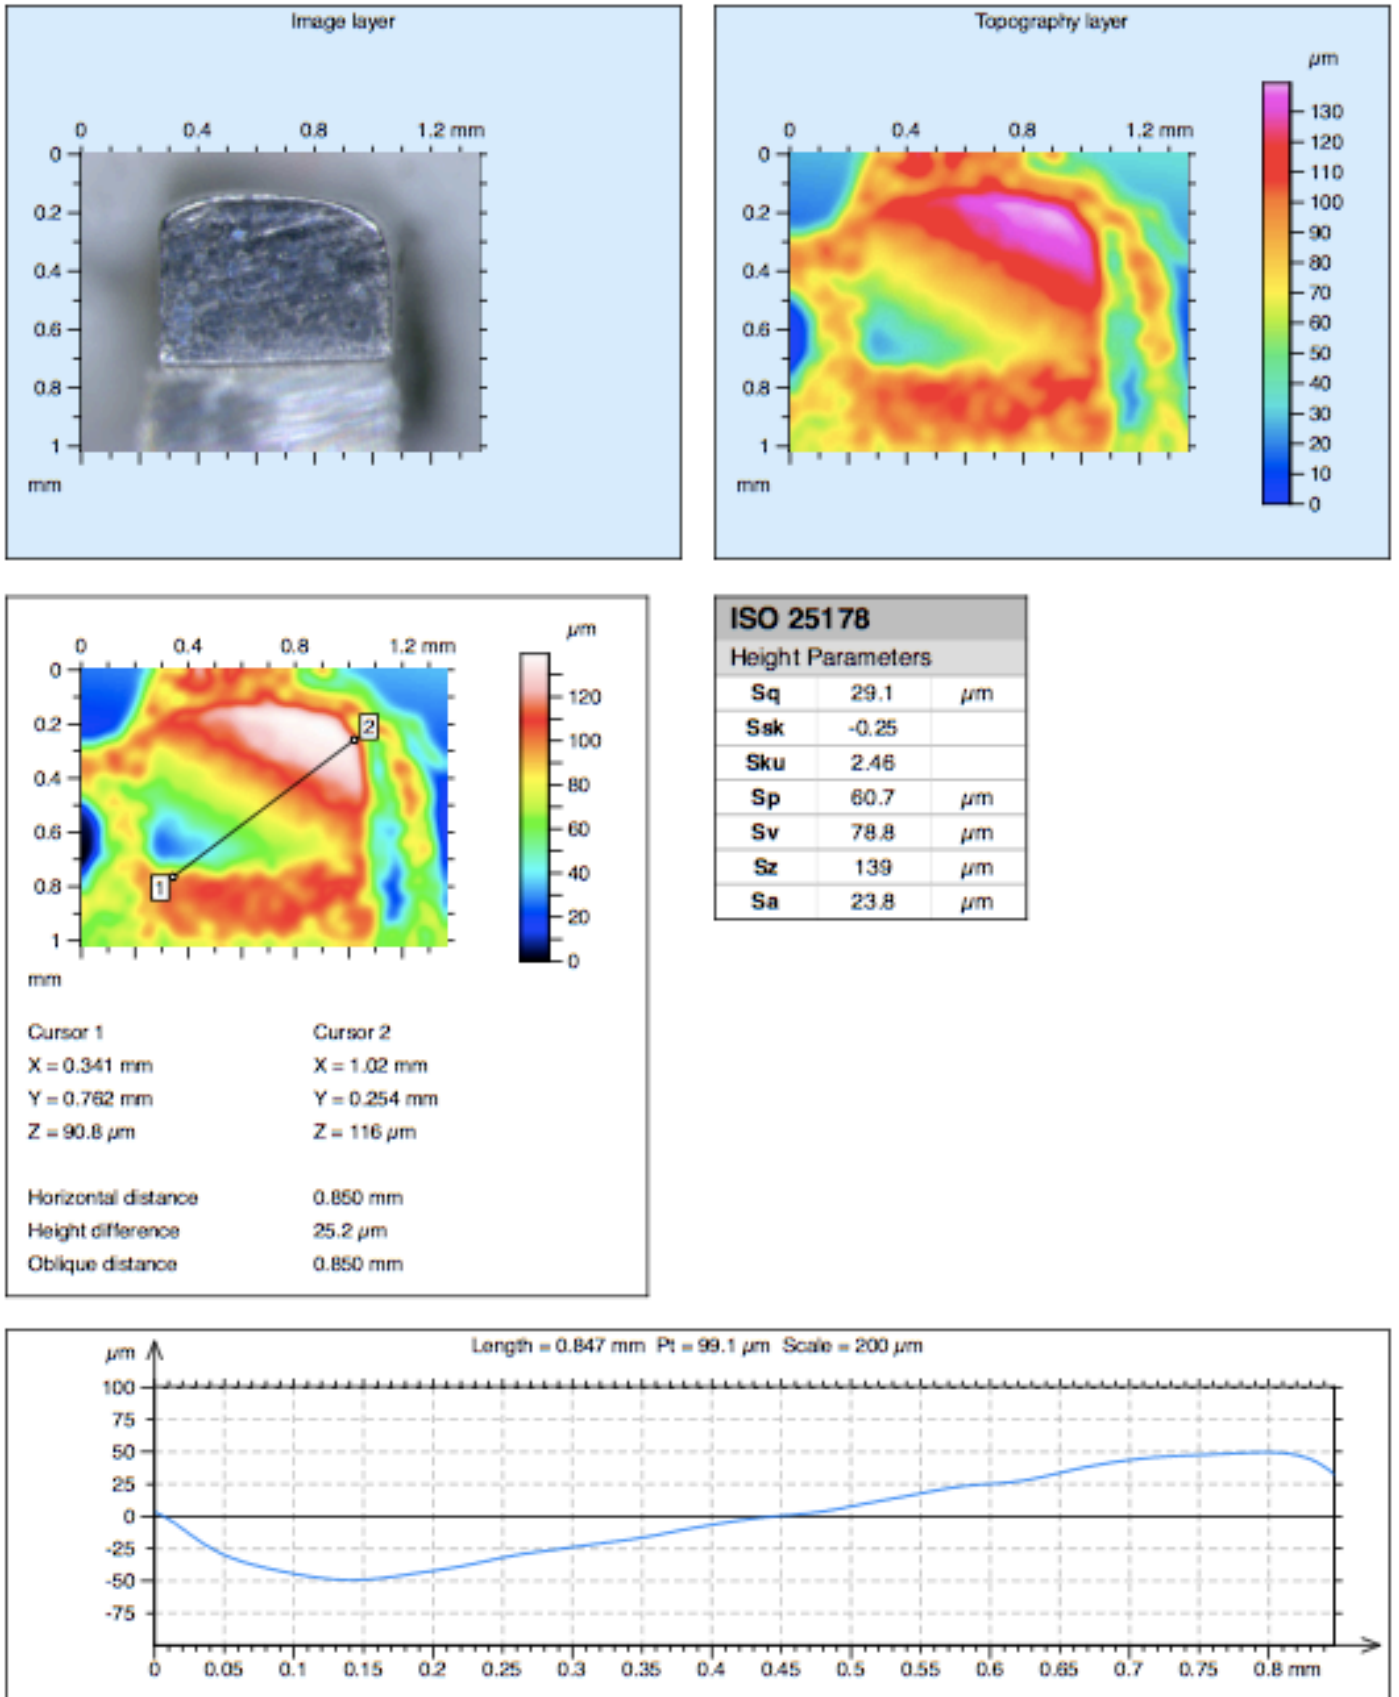 Image layer
0 0.4 0.8 1.2 mm
0
0.2
0.4
0.6
0.8
1
mm
Topography layer
µm
0 0.4 0.8 1.2 mm
0
0.2
0.4
0.6
0.8
1
mm
130
120
110
100
90
80
70
60
50
40
30
20
10
0
µm
0 0.4 0.8 1.2 mm
0
0.2
0.4
0.6
0.8
1
mm
2
1
120
100
80
60
40
20
0
Cursor 1 Cursor 2
X = 0.341 mm X = 1.02 mm
Y = 0.762 mm Y = 0.254 mm
Z = 90.8 µm Z = 116 µm
Horizontal distance 0.850 mm
Height difference 25.2 µm
Oblique distance 0.850 mm
ISO 25178
Height Parameters
Sq 29.1 µm
Ssk -0.25
Sku 2.46
Sp 60.7 µm
Sv 78.8 µm
Sz 139 µm
Sa 23.8 µm
Length = 0.847 mm Pt = 99.1 µm Scale = 200 µm
µm
100
75
50
25
0
-25
-50
-75
0 0.05 0.1 0.15 0.2 0.25 0.3 0.35 0.4 0.45 0.5 0.55 0.6 0.65 0.7 0.75 0.8 mm